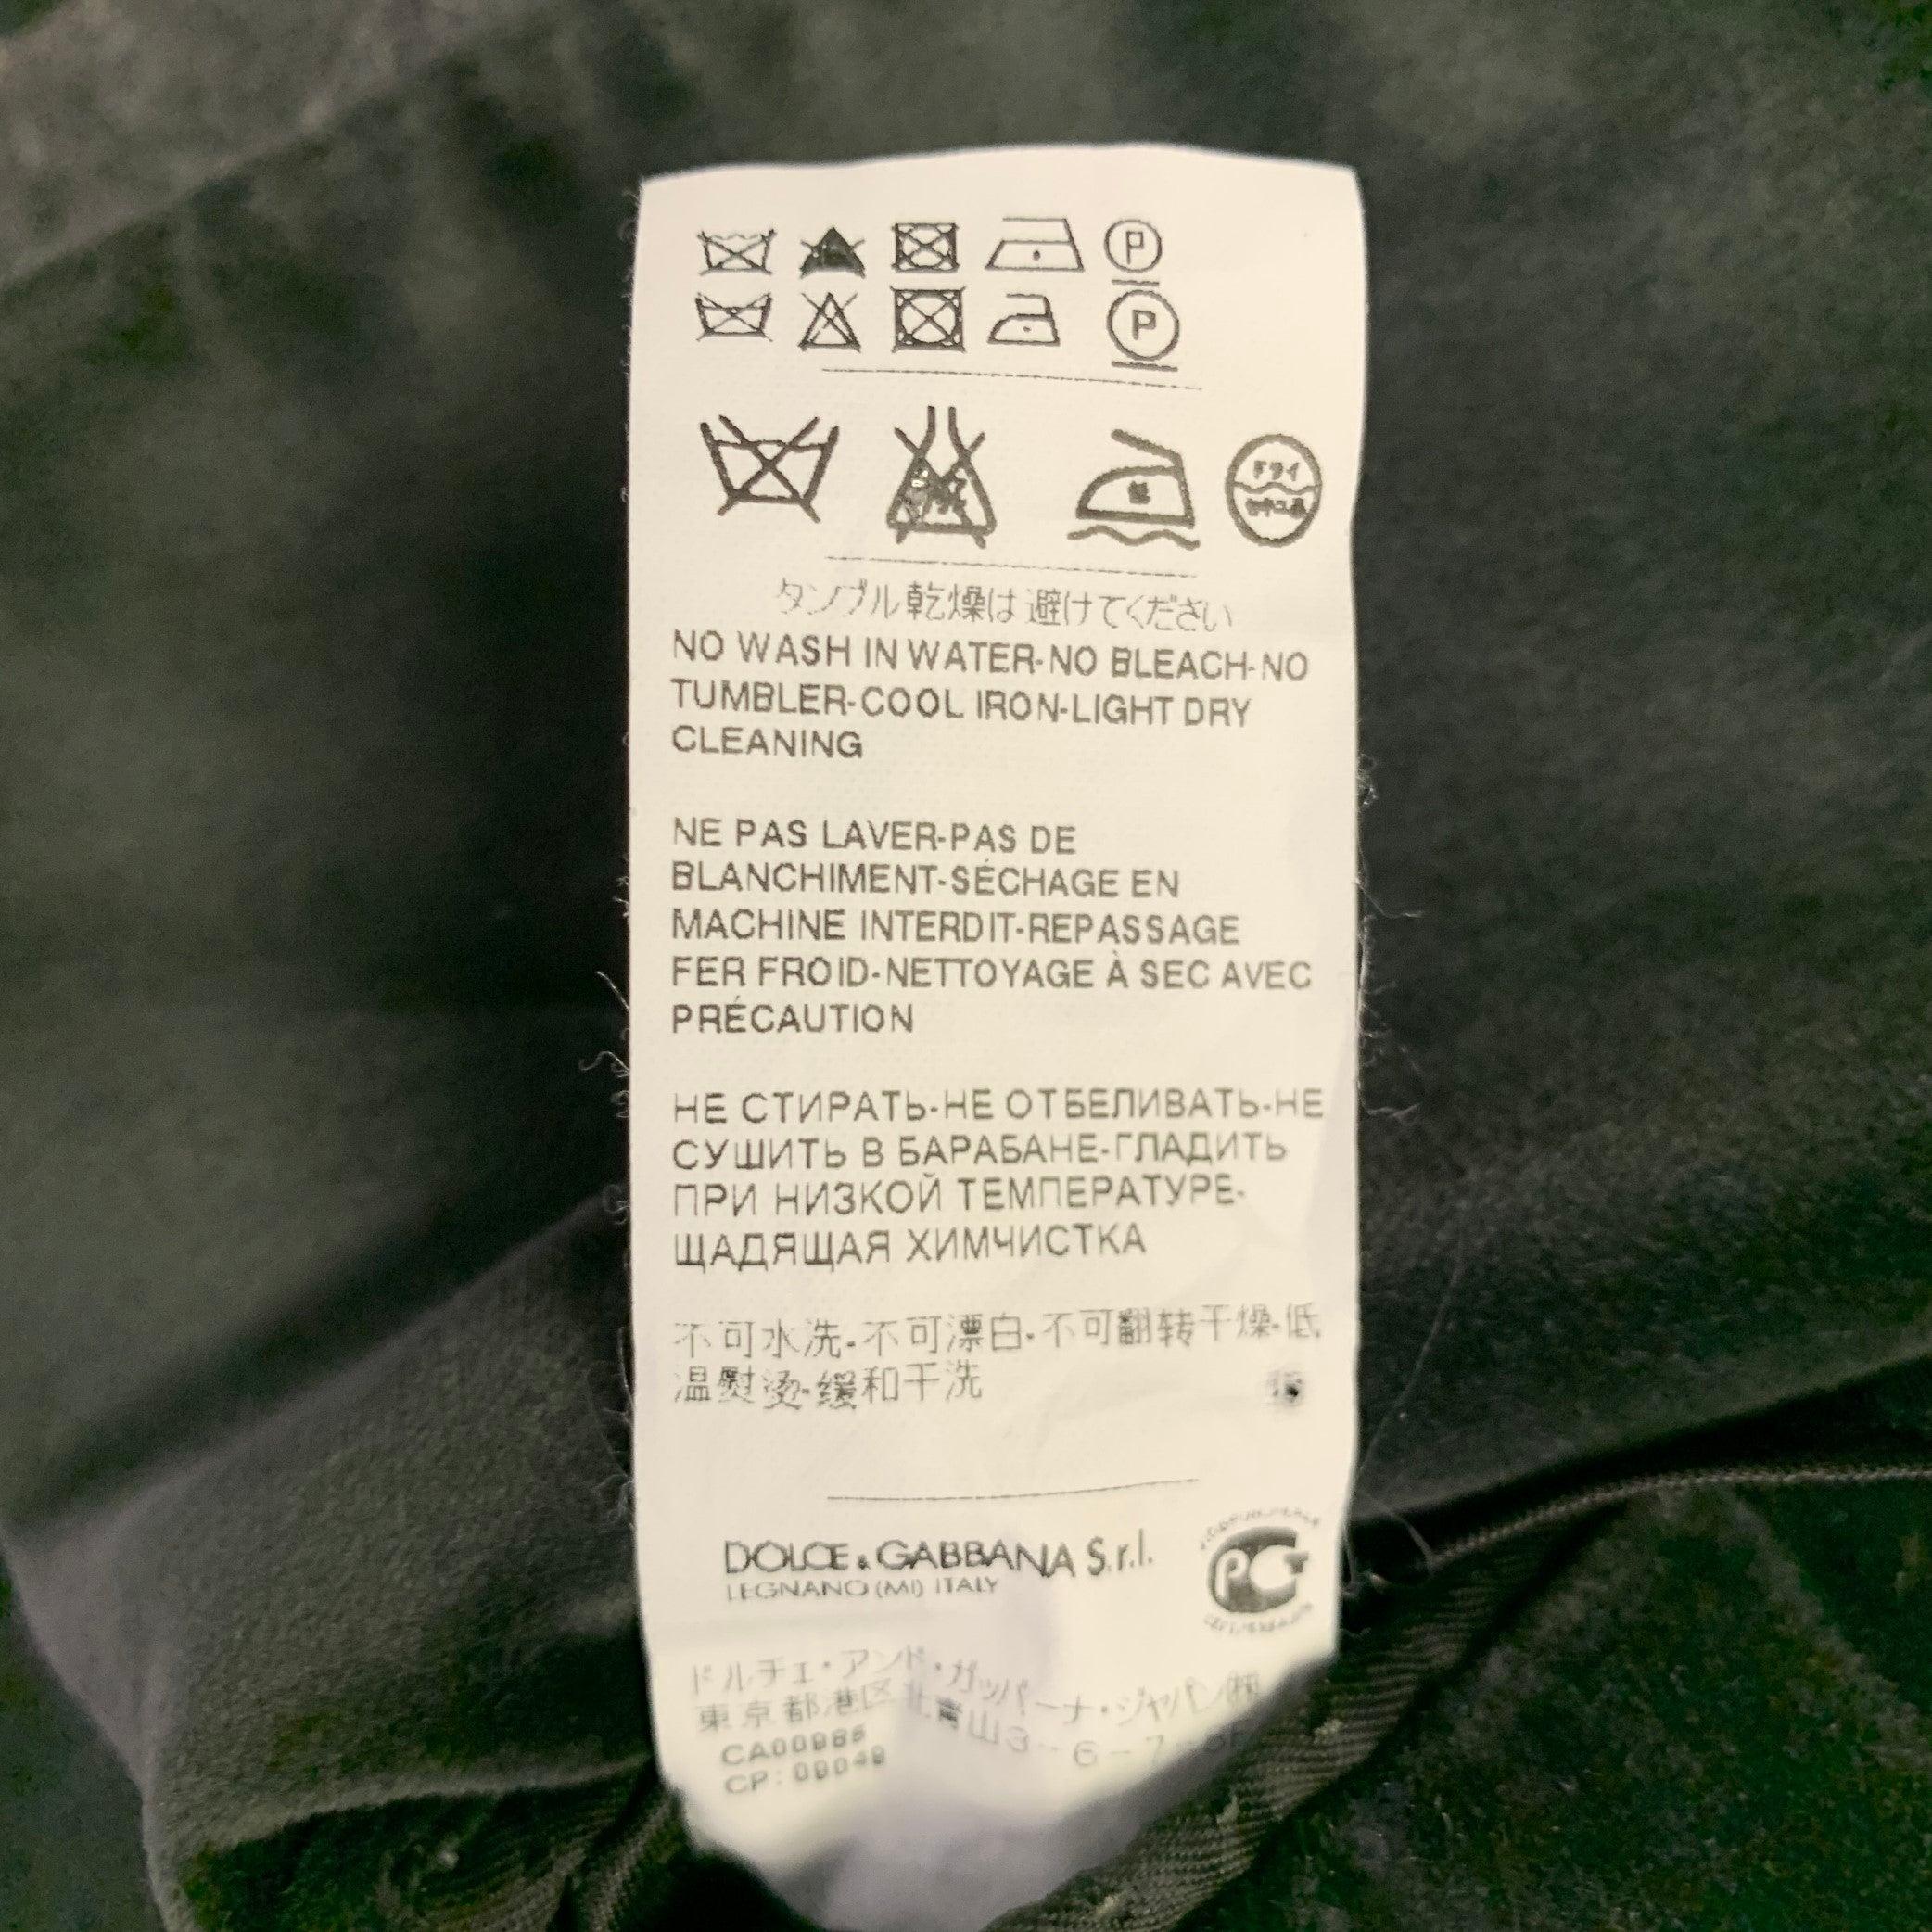 P
P
ドライ
タンブル乾燥は避けてください
NO WASH IN WATER-NO BLEACH-NO
TUMBLER-COOL IRON-LIGHT DRY
CLEANING
NE PAS LAVER-PAS DE
BLANCHIMENT-SÉCHAGE EN
MACHINE INTERDIT-REPASSAGE
FER FROID-NETTOYAGE À SEC AVEC
PRÉCAUTION
НЕ СТИРАТЬ-НЕ ОТБЕЛИВАТЬ-НЕ
СУШИТЬ В БАРАБАНЕ-ГЛАДИТЬ
ПРИ НИЗКОЙ ТЕМПЕРАТУРЕ-
ЩАДЯЩАЯ ХИМЧИСТКА
不可水洗-不可漂白-不可翻转干燥-低
温熨烫-缓和干洗
DOLCE & GABBANA S.r.l.
LEGNANO (MI) ITALY
РСТ
ドルチェ・アンド・ガッバーナ・ジャパン㈱
東京都港区北青山3-6-7